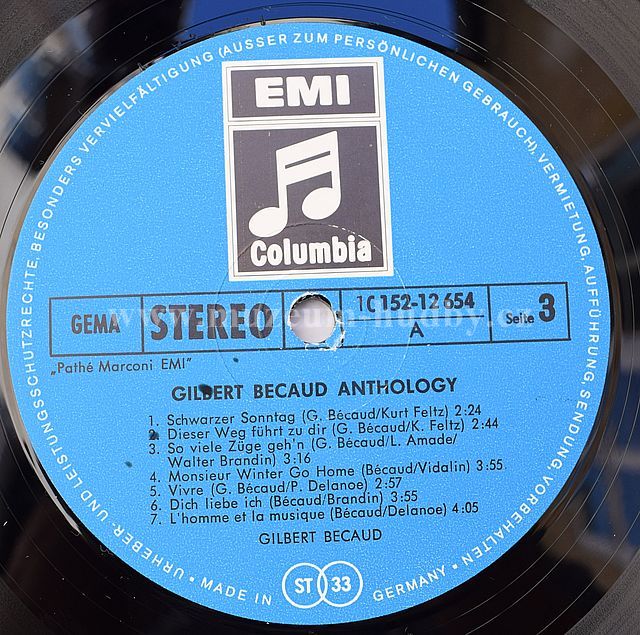 URHEBER- UND LEISTUNGSSCHUTZRECHTE, BESONDERS VERVIELFÄLTIGUNG (AUSSER ZUM PERSÖNLICHEN GEBRAUCH), VERMIETUNG, AUFFÜHRUNG, SENDUNG, VORBEHALTEN •
EMI
Columbia
GEMA STEREO 1C 152-12 654 Seite 3
A
„Pathé Marconi EMI"
GILBERT BECAUD ANTHOLOGY
1. Schwarzer Sonntag (G. Bécaud/Kurt Feltz) 2:24
2. Dieser Weg führt zu dir (G. Bécaud/K. Feltz) 2:44
3. So viele Züge geh'n (G. Bécaud/L. Amade/
Walter Brandin) 3:16
4. Monsieur Winter Go Home (Bécaud/Vidalin) 3:55
5. Vivre (G. Bécaud/P. Delanoe) 2:57
6. Dich liebe ich (Bécaud/Brandin) 3:55
7. L'homme et la musique (Bécaud/Delanoe) 4:05
GILBERT BECAUD
• MADE IN ST 33 GERMANY •